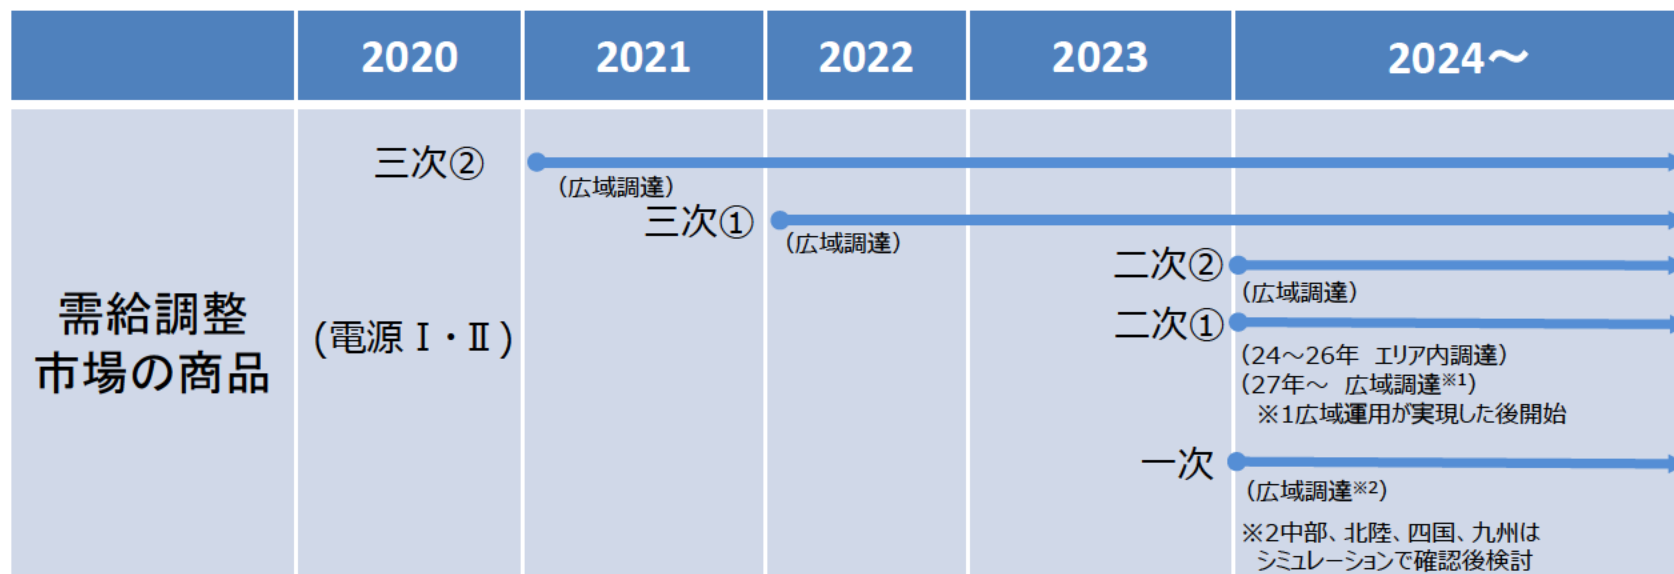 2020 2021 2022 2023 2024～
需給調整
市場の商品
(電源Ⅰ・Ⅱ)
三次②
（広域調達）
三次①
（広域調達）
二次②
（広域調達）
二次①
（24～26年 エリア内調達）
（27年～ 広域調達※1）
※1広域運用が実現した後開始
一次
（広域調達※2）
※2中部、北陸、四国、九州は
シミュレーションで確認後検討